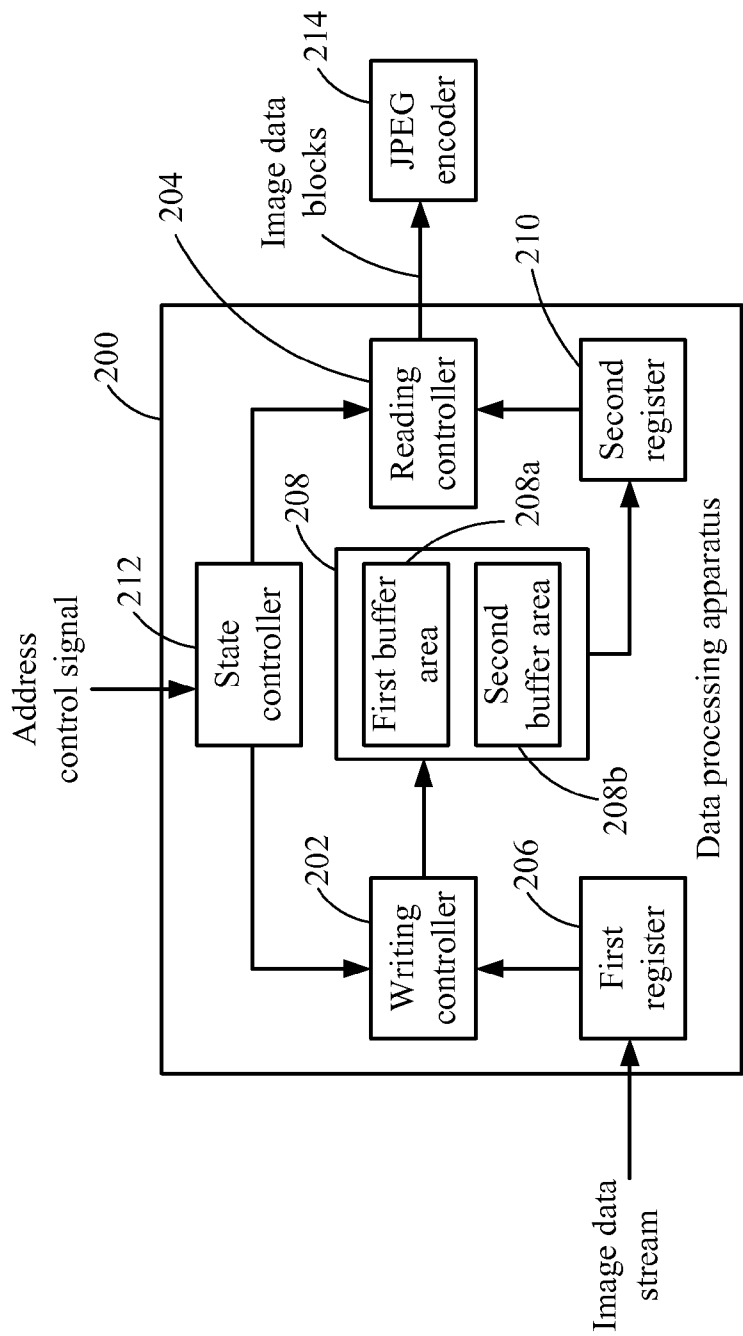 Address
control signal
200
212
State
controller
204
Image data
blocks
214
JPEG
encoder
202
Writing
controller
208
First buffer
area
208a
Second
buffer area
208b
Reading
controller
206
First
register
210
Second
register
Image data
stream
Data processing apparatus